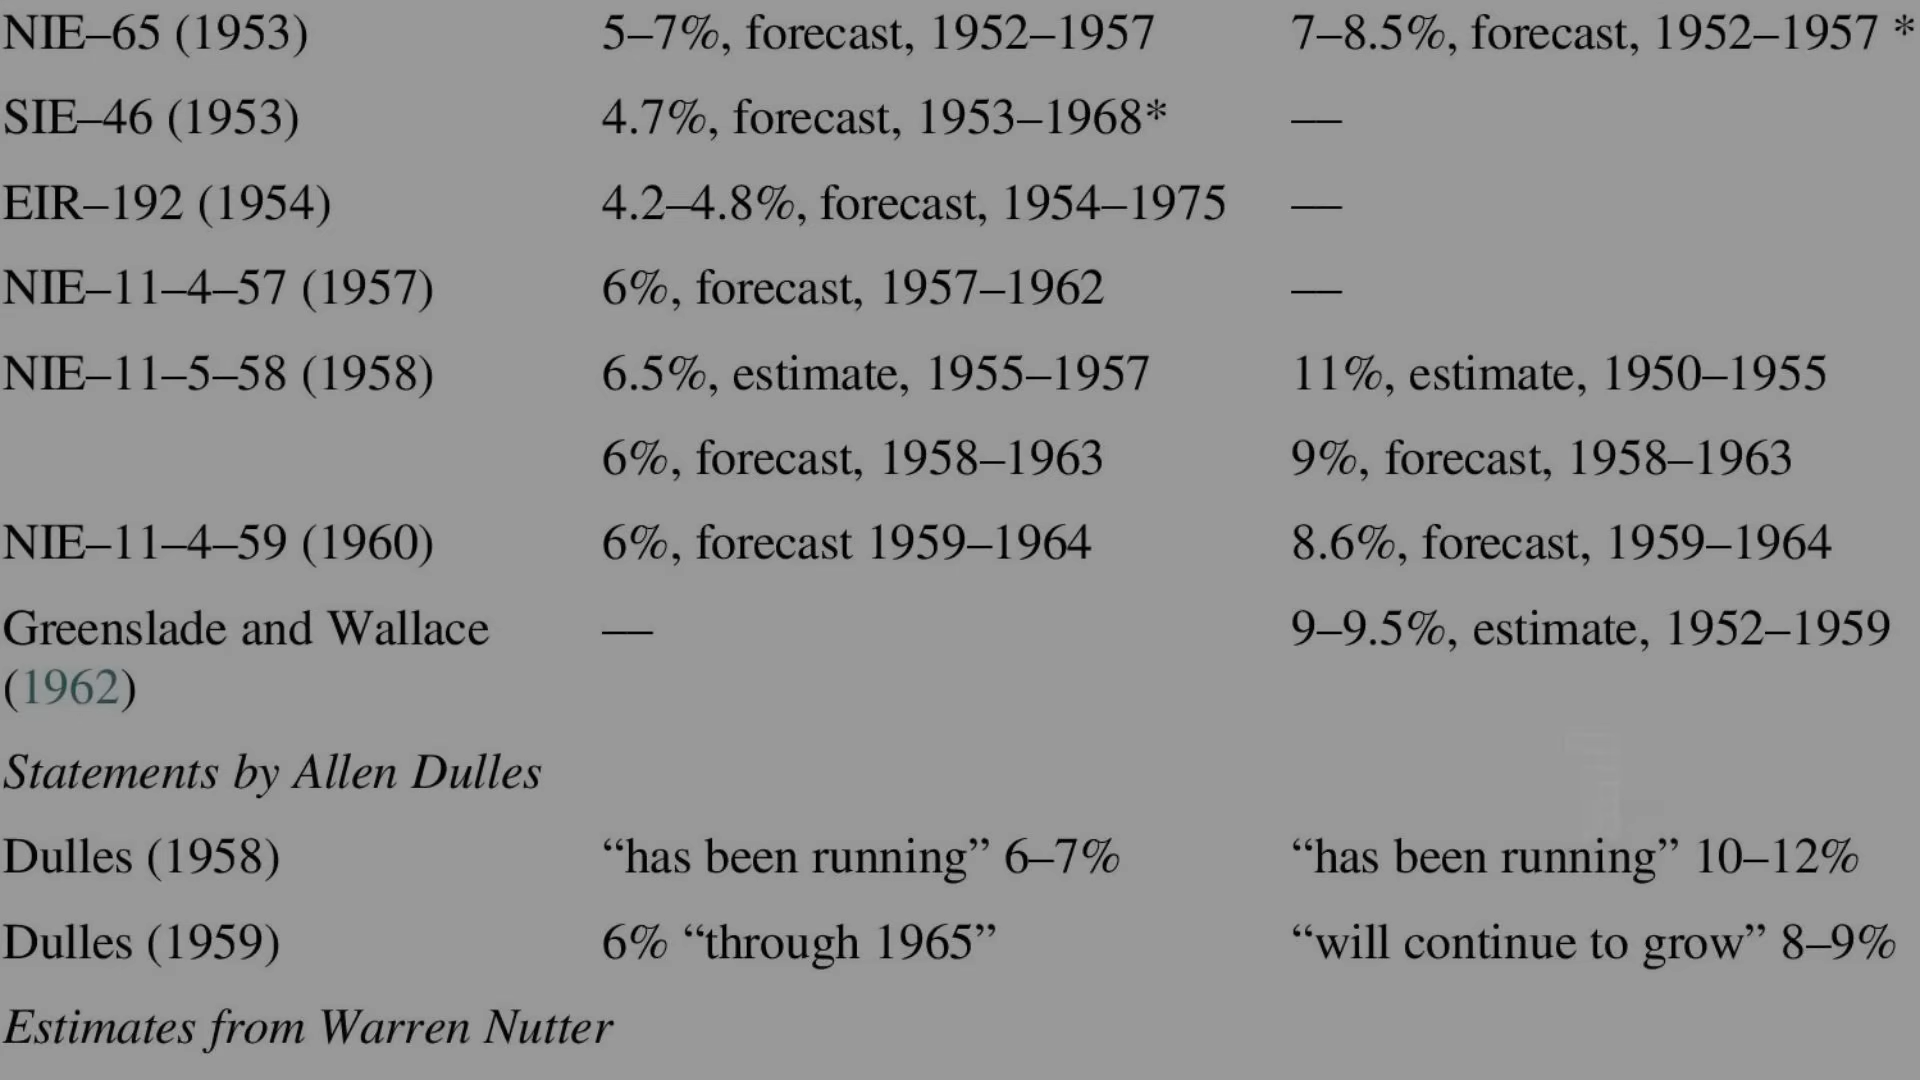 NIE–65 (1953) 5–7%, forecast, 1952–1957 7–8.5%, forecast, 1952–1957 *
SIE–46 (1953) 4.7%, forecast, 1953–1968* —
EIR–192 (1954) 4.2–4.8%, forecast, 1954–1975 —
NIE–11–4–57 (1957) 6%, forecast, 1957–1962 —
NIE–11–5–58 (1958) 6.5%, estimate, 1955–1957 11%, estimate, 1950–1955
6%, forecast, 1958–1963 9%, forecast, 1958–1963
NIE–11–4–59 (1960) 6%, forecast 1959–1964 8.6%, forecast, 1959–1964
Greenslade and Wallace — 9–9.5%, estimate, 1952–1959
(1962)
Statements by Allen Dulles
Dulles (1958) “has been running” 6–7% “has been running” 10–12%
Dulles (1959) 6% “through 1965” “will continue to grow” 8–9%
Estimates from Warren Nutter